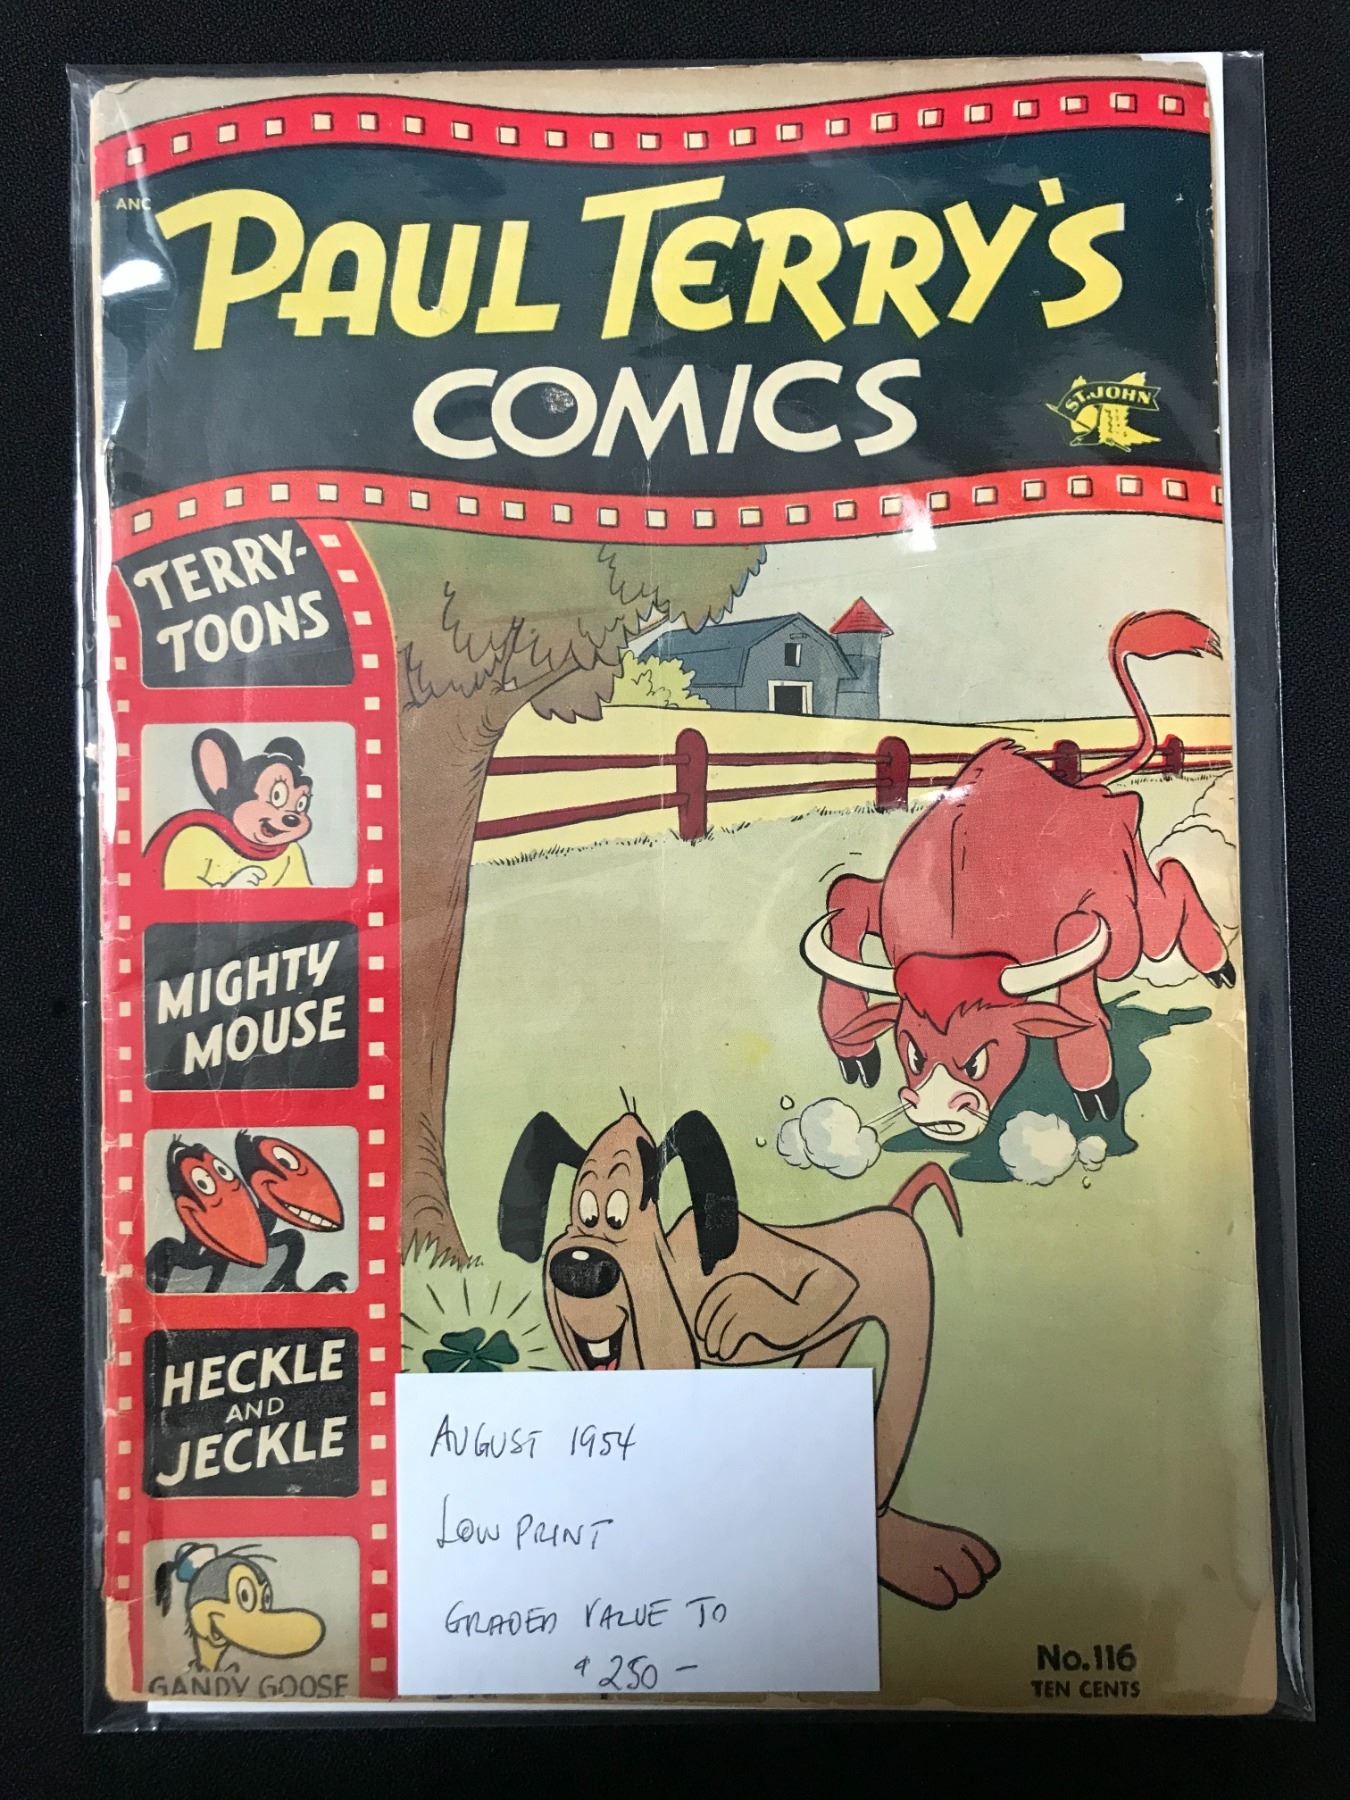 ANC
PAUL TERRY'S
COMICS
ST. JOHN
TERRY-
TOONS
MIGHTY
MOUSE
HECKLE
AND
JECKLE
GANDY GOOSE
AUGUST 1954
LOW PRINT
GRADED VALUE TO
$250-
No. 116
TEN CENTS